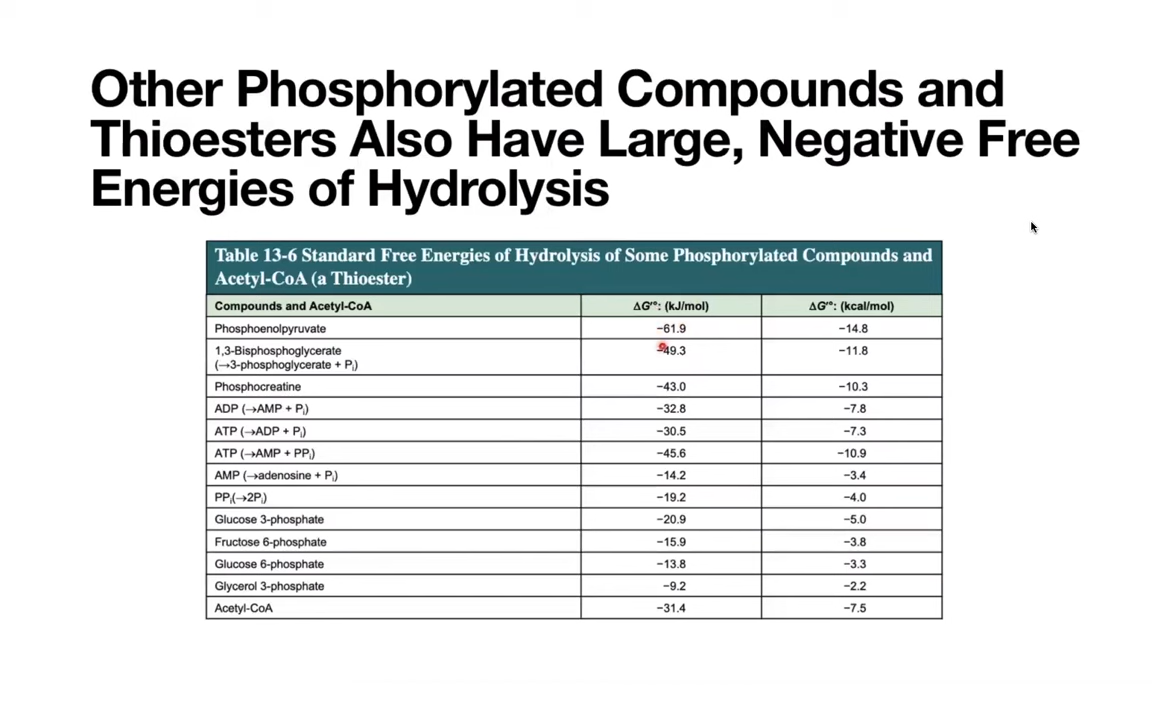 Other Phosphorylated Compounds and
Thioesters Also Have Large, Negative Free
Energies of Hydrolysis
Table 13-6 Standard Free Energies of Hydrolysis of Some Phosphorylated Compounds and
Acetyl-CoA (a Thioester)
Compounds and Acetyl-CoA ΔG′°: (kJ/mol) ΔG′°: (kcal/mol)
Phosphoenolpyruvate −61.9 −14.8
1,3-Bisphosphoglycerate −49.3 −11.8
(→3-phosphoglycerate + Pᵢ)
Phosphocreatine −43.0 −10.3
ADP (→AMP + Pᵢ) −32.8 −7.8
ATP (→ADP + Pᵢ) −30.5 −7.3
ATP (→AMP + PPᵢ) −45.6 −10.9
AMP (→adenosine + Pᵢ) −14.2 −3.4
PPᵢ(→2Pᵢ) −19.2 −4.0
Glucose 3-phosphate −20.9 −5.0
Fructose 6-phosphate −15.9 −3.8
Glucose 6-phosphate −13.8 −3.3
Glycerol 3-phosphate −9.2 −2.2
Acetyl-CoA −31.4 −7.5